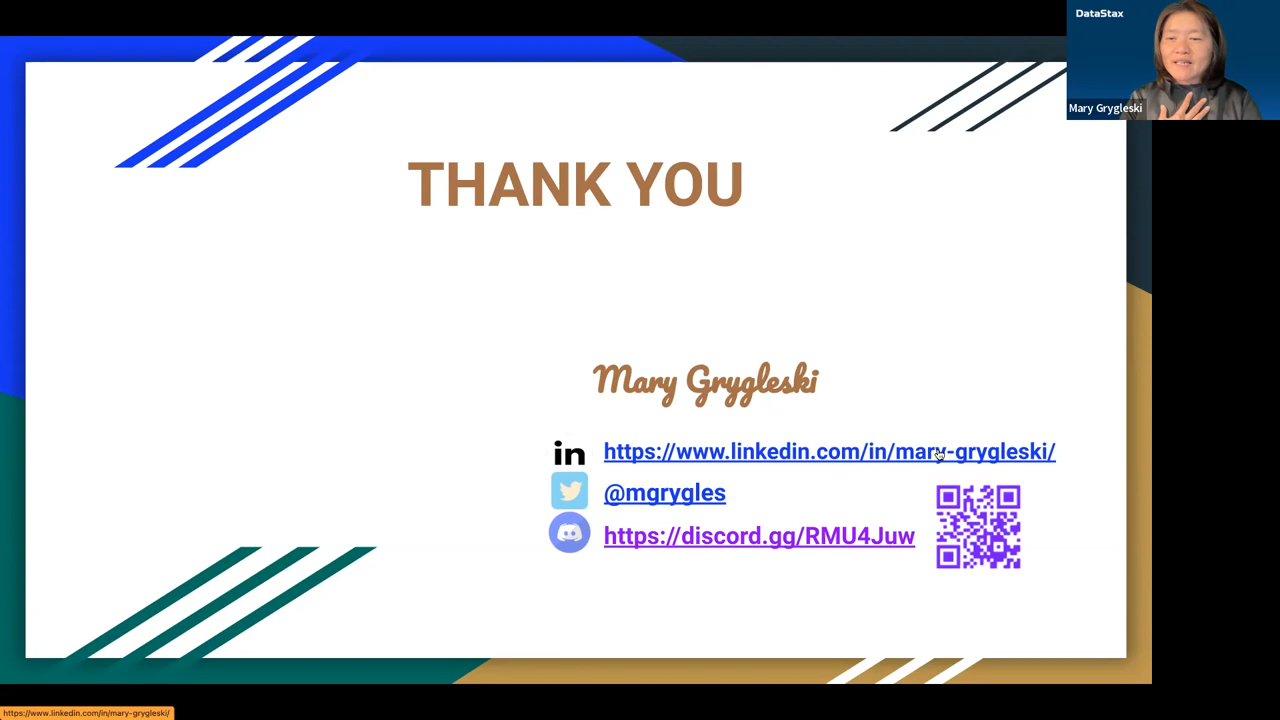 DataStax
Mary Grygleski
THANK YOU
Mary Grygleski
in https://www.linkedin.com/in/mary-grygleski/
@mgrygles
https://discord.gg/RMU4Juw
https://www.linkedin.com/in/mary-grygleski/